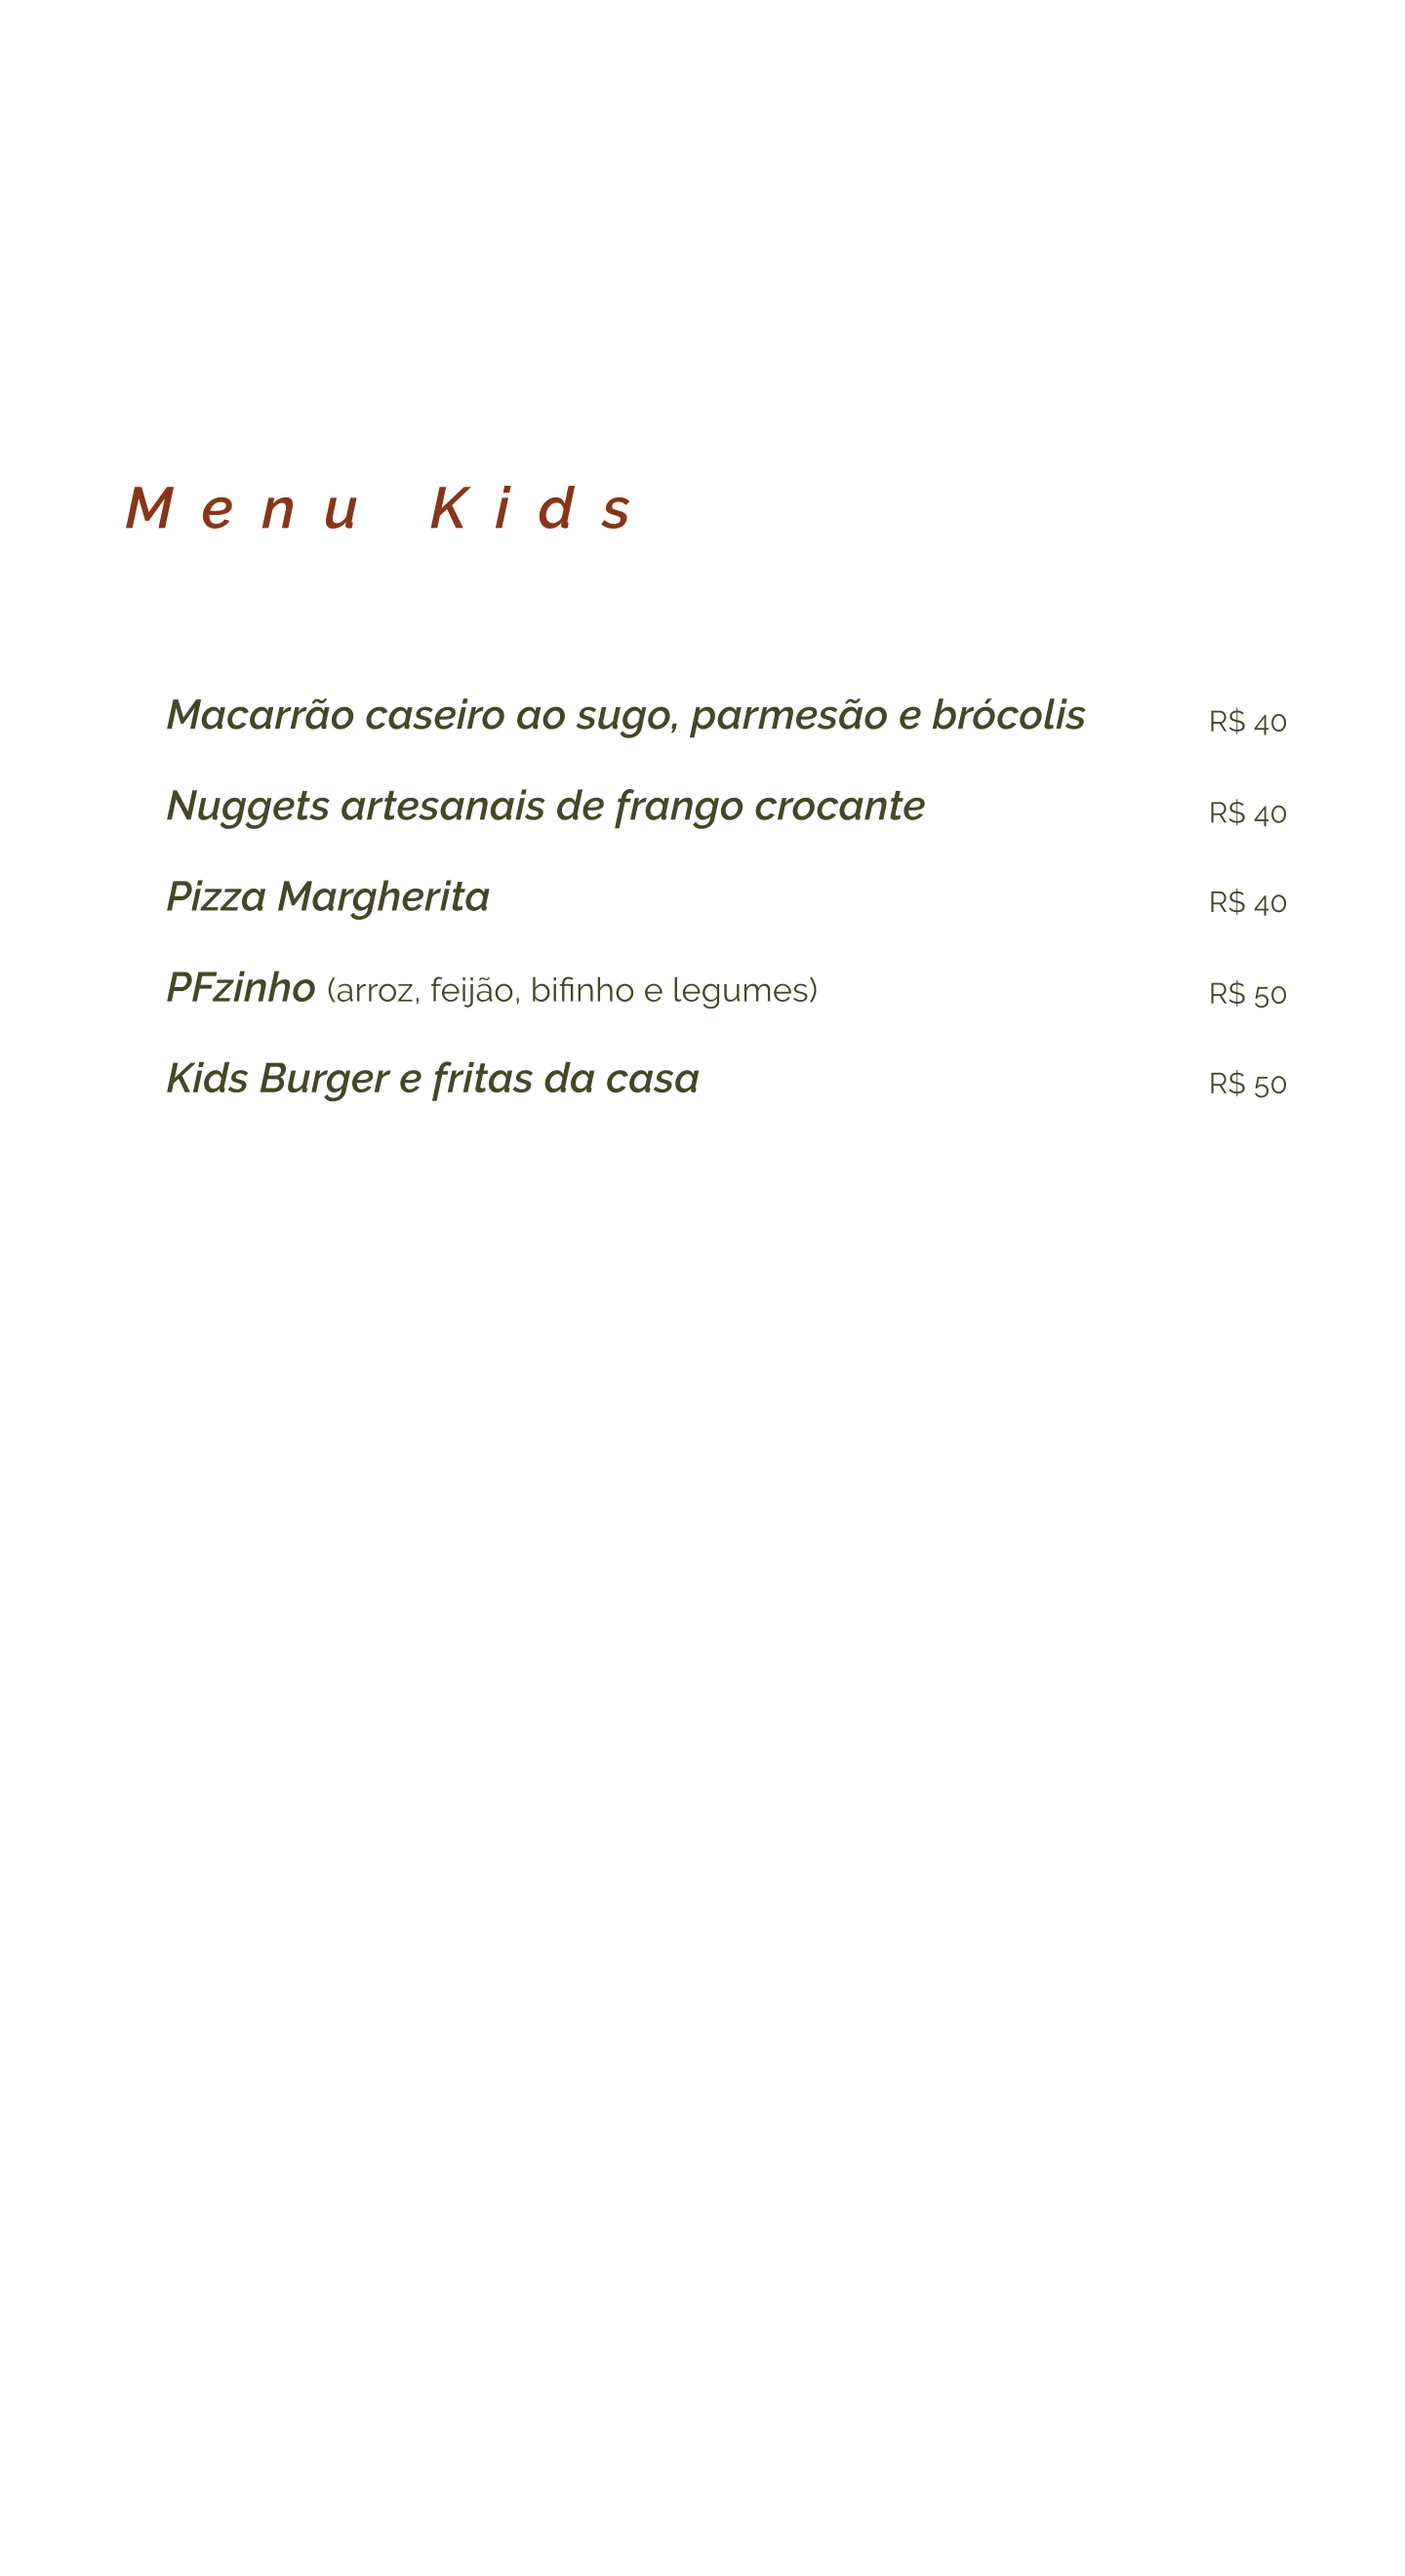 Menu Kids
Macarrão caseiro ao sugo, parmesão e brócolis R$ 40
Nuggets artesanais de frango crocante R$ 40
Pizza Margherita R$ 40
PFzinho (arroz, feijão, bifinho e legumes) R$ 50
Kids Burger e fritas da casa R$ 50